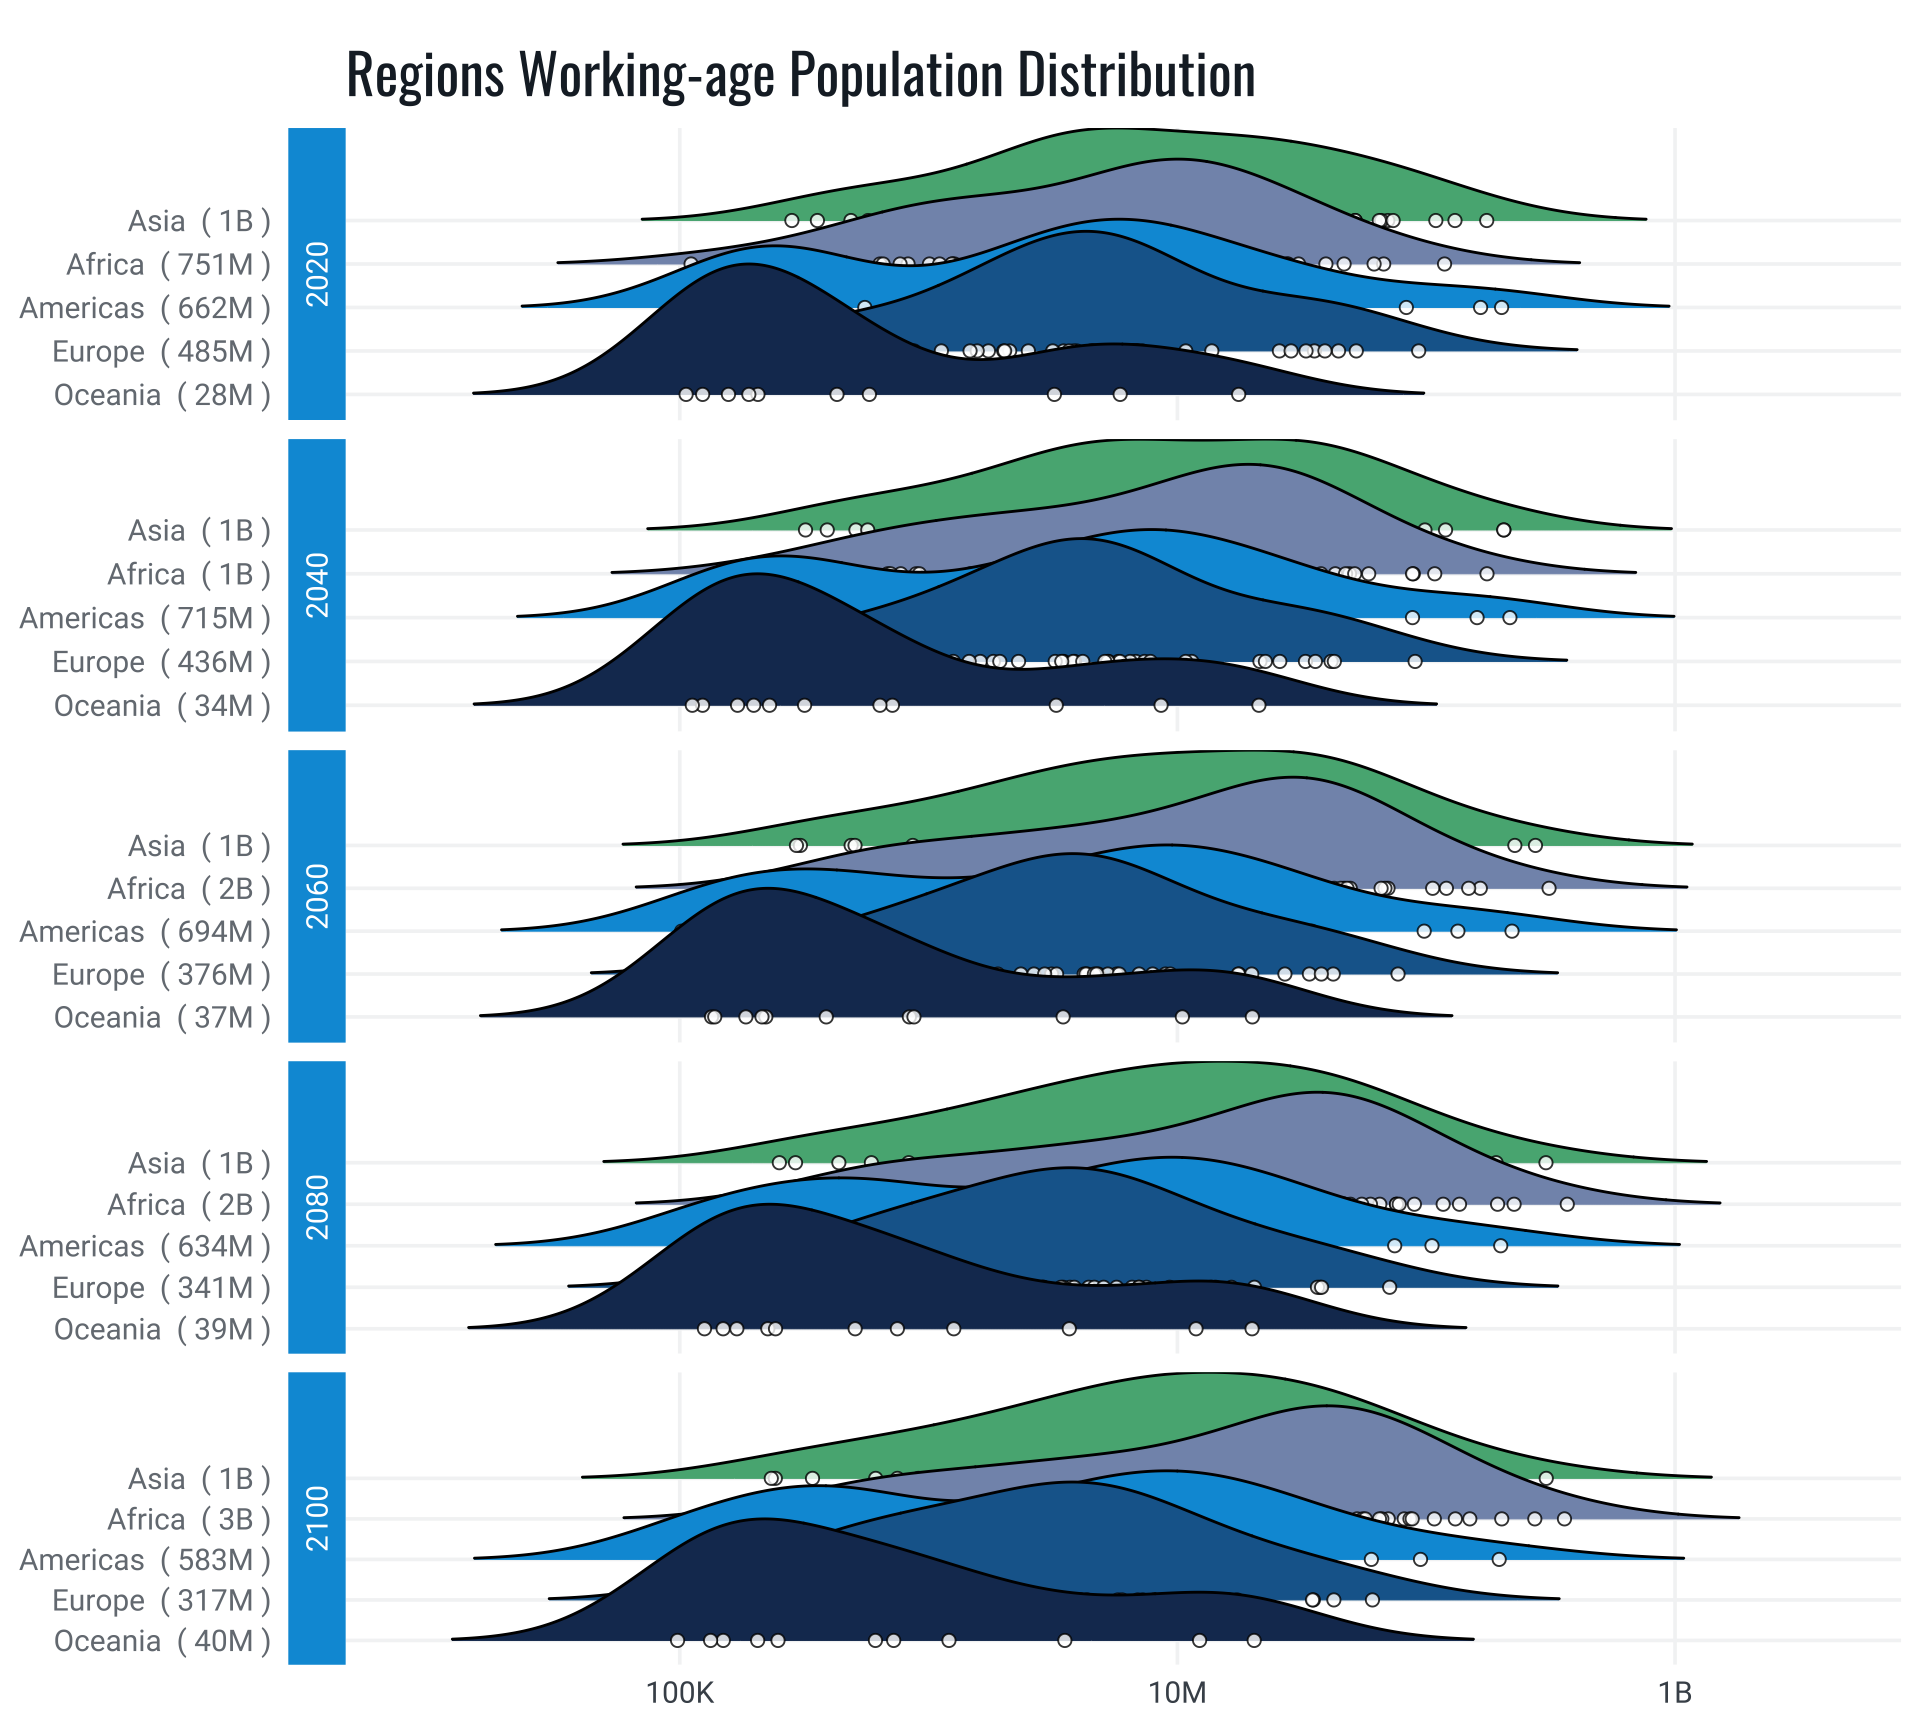 Regions Working-age Population Distribution
2020
Asia ( 1B )
Africa ( 751M )
Americas ( 662M )
Europe ( 485M )
Oceania ( 28M )
2040
Asia ( 1B )
Africa ( 1B )
Americas ( 715M )
Europe ( 436M )
Oceania ( 34M )
2060
Asia ( 1B )
Africa ( 2B )
Americas ( 694M )
Europe ( 376M )
Oceania ( 37M )
2080
Asia ( 1B )
Africa ( 2B )
Americas ( 634M )
Europe ( 341M )
Oceania ( 39M )
2100
Asia ( 1B )
Africa ( 3B )
Americas ( 583M )
Europe ( 317M )
Oceania ( 40M )
100K 10M 1B